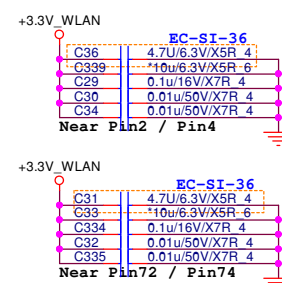 +3.3V_WLAN
EC-SI-36
C36 4.7U/6.3V/X5R_4
C339 *10u/6.3V/X5R_6
C29 0.1u/16V/X7R_4
C30 0.01u/50V/X7R_4
C34 0.01u/50V/X7R_4
Near Pin2 / Pin4
+3.3V_WLAN
EC-SI-36
C31 4.7U/6.3V/X5R_4
C33 *10u/6.3V/X5R_6
C334 0.1u/16V/X7R_4
C32 0.01u/50V/X7R_4
C335 0.01u/50V/X7R_4
Near Pin72 / Pin74